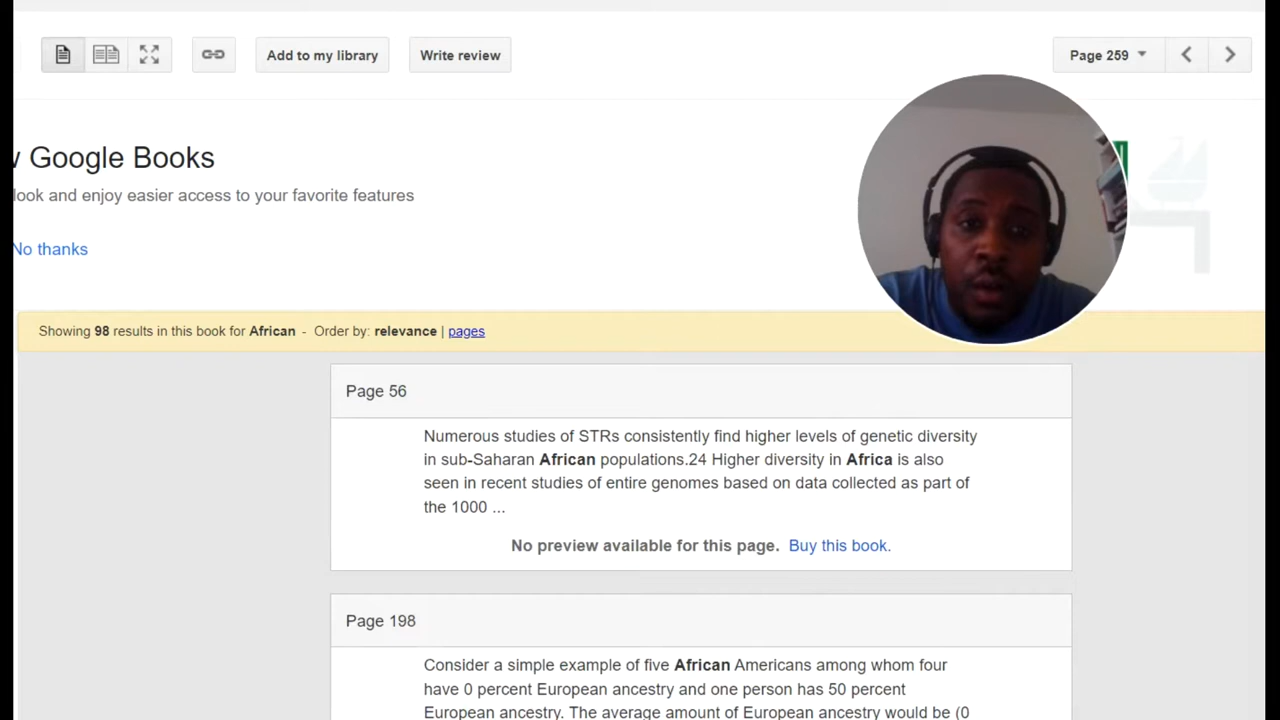 Add to my library
Write review
Page 259
Google Books
look and enjoy easier access to your favorite features
No thanks
Showing 98 results in this book for African - Order by: relevance | pages
Page 56
Numerous studies of STRs consistently find higher levels of genetic diversity
in sub-Saharan African populations.24 Higher diversity in Africa is also
seen in recent studies of entire genomes based on data collected as part of
the 1000 ...
No preview available for this page. Buy this book.
Page 198
Consider a simple example of five African Americans among whom four
have 0 percent European ancestry and one person has 50 percent
European ancestry. The average amount of European ancestry would be (0